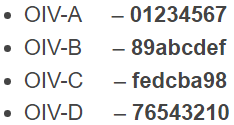 • OIV-A – 01234567
• OIV-B – 89abcdef
• OIV-C – fedcba98
• OIV-D – 76543210